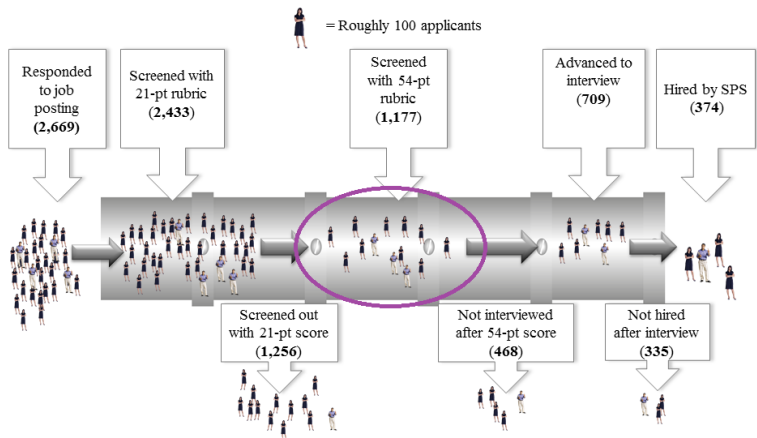 = Roughly 100 applicants
Responded
to job
posting
(2,669)
Screened with
21-pt rubric
(2,433)
Screened
with 54-pt
rubric
(1,177)
Advanced to
interview
(709)
Hired by SPS
(374)
Screened out
with 21-pt score
(1,256)
Not interviewed
after 54-pt score
(468)
Not hired
after interview
(335)